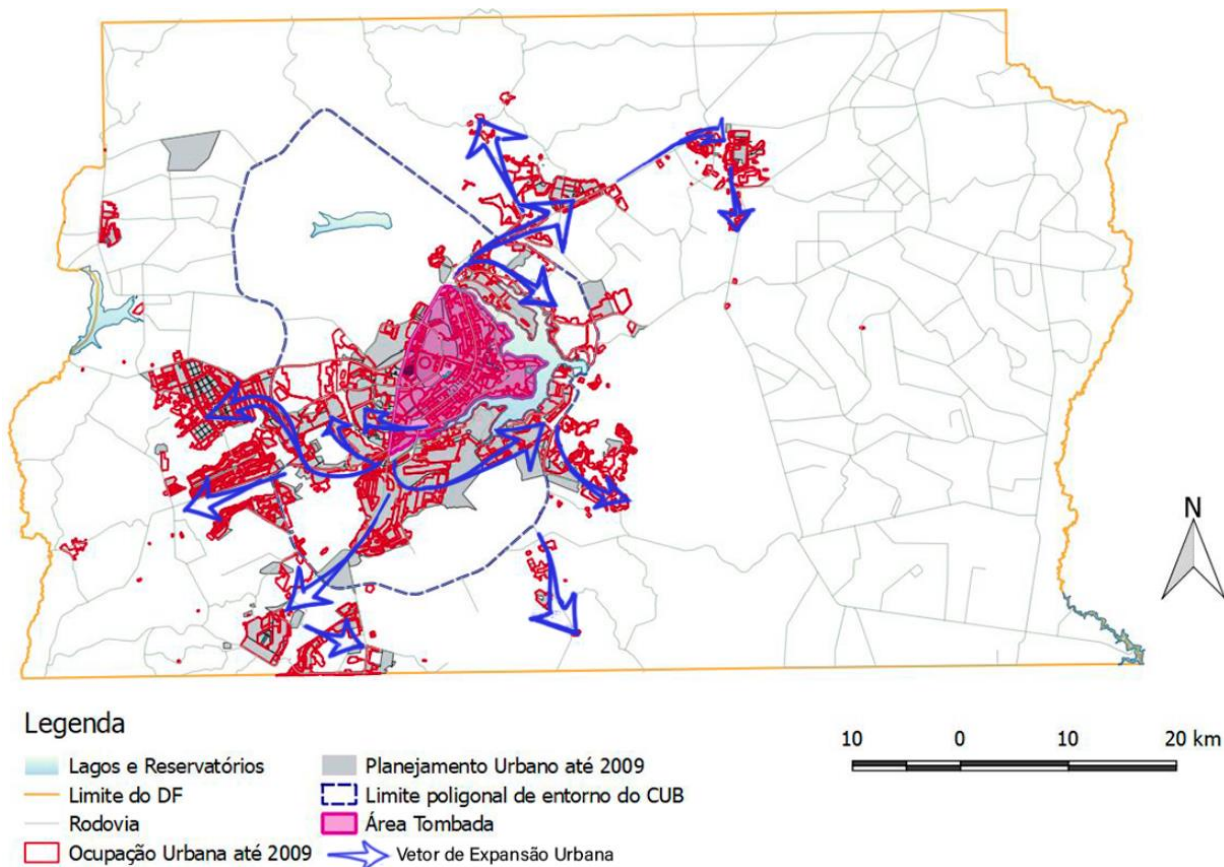 N
Legenda
Lagos e Reservatórios
Limite do DF
Rodovia
Ocupação Urbana até 2009
Planejamento Urbano até 2009
Limite poligonal de entorno do CUB
Área Tombada
Vetor de Expansão Urbana
10 0 10 20 km